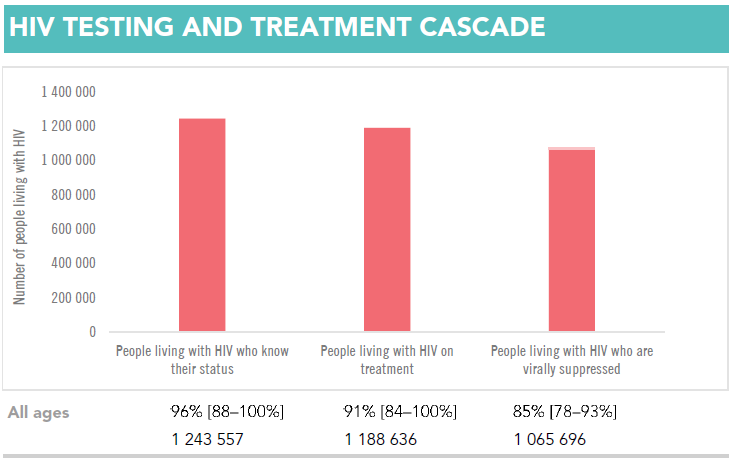 HIV TESTING AND TREATMENT CASCADE
Number of people living with HIV
1 400 000
1 200 000
1 000 000
800 000
600 000
400 000
200 000
0
People living with HIV who know
their status
People living with HIV on
treatment
People living with HIV who are
virally suppressed
All ages 96% [88–100%] 91% [84–100%] 85% [78–93%]
1 243 557 1 188 636 1 065 696